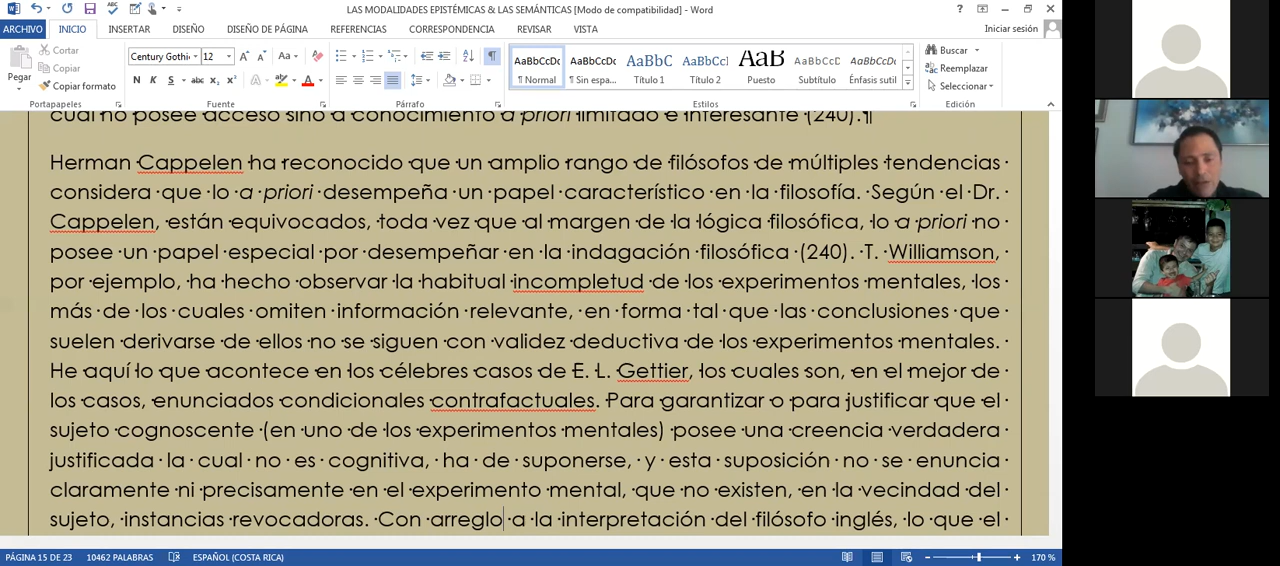 LAS MODALIDADES EPISTÉMICAS & LAS SEMÁNTICAS [Modo de compatibilidad] - Word
ARCHIVO INICIO INSERTAR DISEÑO DISEÑO DE PÁGINA REFERENCIAS CORRESPONDENCIA REVISAR VISTA Iniciar sesión
Pegar
Cortar
Copiar
Copiar formato
Century Gothi 12
N K S abc x₂ x²
AaBbCcDc AaBbCcDc AaBbC AaBbCcl AaB AaBbCcD AaBbCcDc
¶ Normal ¶ Sin espa... Título 1 Título 2 Puesto Subtítulo Énfasis sutil
Buscar
Reemplazar
Seleccionar
Portapapeles Fuente Párrafo Estilos Edición
cual no posee acceso sino a conocimiento a priori limitado e interesante (240).¶
Herman Cappelen ha reconocido que un amplio rango de filósofos de múltiples tendencias
considera que lo a priori desempeña un papel característico en la filosofía. Según el Dr.
Cappelen, están equivocados, toda vez que al margen de la lógica filosófica, lo a priori no
posee un papel especial por desempeñar en la indagación filosófica (240). T. Williamson,
por ejemplo, ha hecho observar la habitual incompletud de los experimentos mentales, los
más de los cuales omiten información relevante, en forma tal que las conclusiones que
suelen derivarse de ellos no se siguen con validez deductiva de los experimentos mentales.
He aquí lo que acontece en los célebres casos de E. L. Gettier, los cuales son, en el mejor de
los casos, enunciados condicionales contrafactuales. Para garantizar o para justificar que el
sujeto cognoscente (en uno de los experimentos mentales) posee una creencia verdadera
justificada la cual no es cognitiva, ha de suponerse, y esta suposición no se enuncia
claramente ni precisamente en el experimento mental, que no existen, en la vecindad del
sujeto, instancias revocadoras. Con arreglo a la interpretación del filósofo inglés, lo que el
PÁGINA 15 DE 23 10462 PALABRAS ESPAÑOL (COSTA RICA) 170 %